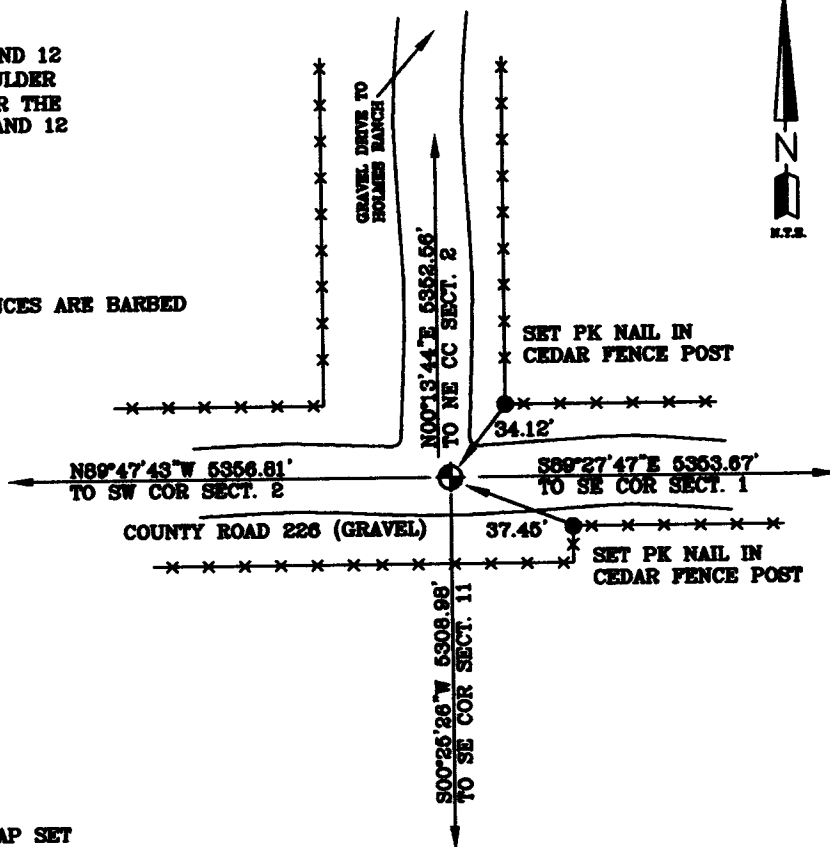 ND 12
ULDER
R THE
AND 12
NCES ARE BARBED
GRAVEL DRIVE TO
HOLMES RANCH
N
N.T.S.
N00°13'44"E 5352.56'
TO NE CC SECT. 2
SET PK NAIL IN
CEDAR FENCE POST
34.12'
N89°47'43"W 5356.81'
TO SW COR SECT. 2
S89°27'47"E 5353.67'
TO SE COR SECT. 1
COUNTY ROAD 226 (GRAVEL)
37.45'
SET PK NAIL IN
CEDAR FENCE POST
S00°25'26"W 5308.98'
TO SE COR SECT. 11
AP SET